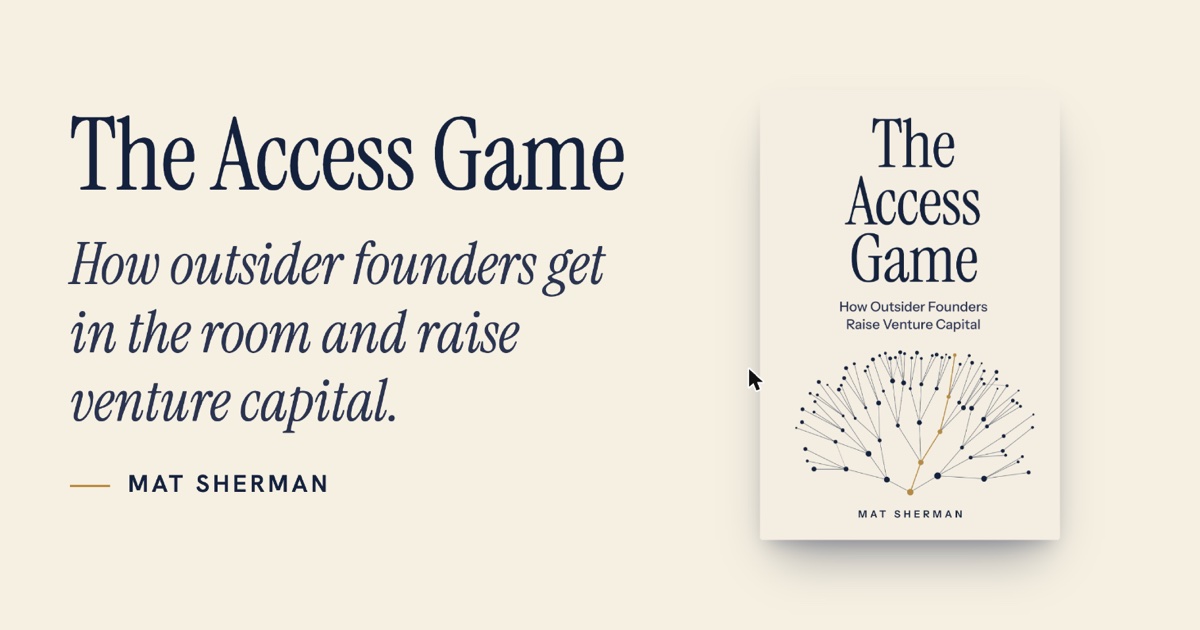 The Access Game
How outsider founders get
in the room and raise
venture capital.
MAT SHERMAN
The
Access
Game
How Outsider Founders
Raise Venture Capital
MAT SHERMAN